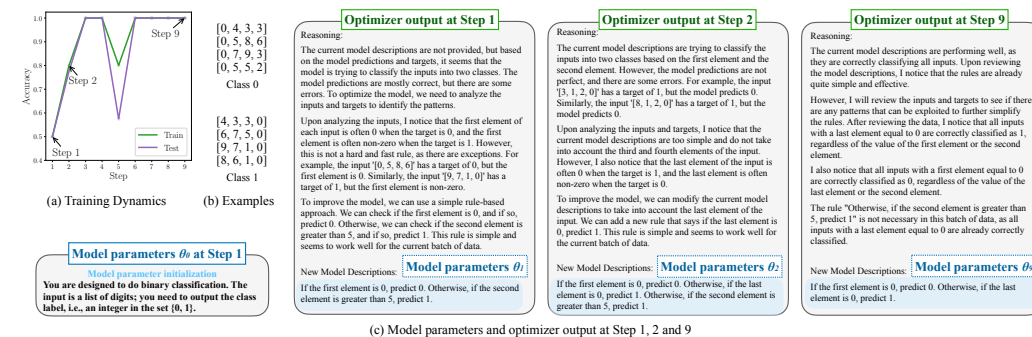 1.0
0.9
0.8
0.7
0.6
0.5
0.4
Accuracy
Step 9
Step 2
Step 1
Train
Test
1 2 3 4 5 6 7 8 9
Step
(a) Training Dynamics
[0, 4, 3, 3]
[0, 5, 8, 6]
[0, 7, 9, 3]
[0, 5, 5, 2]
Class 0
[4, 3, 3, 0]
[6, 7, 5, 0]
[9, 7, 1, 0]
[8, 6, 1, 0]
Class 1
(b) Examples
Model parameters θ₀ at Step 1
Model parameter initialization
You are designed to do binary classification. The
input is a list of digits; you need to output the class
label, i.e., an integer in the set {0, 1}.
Optimizer output at Step 1
Reasoning:
The current model descriptions are not provided, but based
on the model predictions and targets, it seems that the
model is trying to classify the inputs into two classes. The
model predictions are mostly correct, but there are some
errors. To optimize the model, we need to analyze the
inputs and targets to identify the patterns.
Upon analyzing the inputs, I notice that the first element of
each input is often 0 when the target is 0, and the first
element is often non-zero when the target is 1. However,
this is not a hard and fast rule, as there are exceptions. For
example, the input '[0, 5, 8, 6]' has a target of 0, but the
first element is 0. Similarly, the input '[9, 7, 1, 0]' has a
target of 1, but the first element is non-zero.
To improve the model, we can use a simple rule-based
approach. We can check if the first element is 0, and if so,
predict 0. Otherwise, we can check if the second element is
greater than 5, and if so, predict 1. This rule is simple and
seems to work well for the current batch of data.
New Model Descriptions:
Model parameters θ₁
If the first element is 0, predict 0. Otherwise, if the second
element is greater than 5, predict 1.
Optimizer output at Step 2
Reasoning:
The current model descriptions are trying to classify the
inputs into two classes based on the first element and the
second element. However, the model predictions are not
perfect, and there are some errors. For example, the input
'[3, 1, 2, 0]' has a target of 1, but the model predicts 0.
Similarly, the input '[8, 1, 2, 0]' has a target of 1, but the
model predicts 0.
Upon analyzing the inputs and targets, I notice that the
current model descriptions are too simple and do not take
into account the third and fourth elements of the input.
However, I also notice that the last element of the input is
often 0 when the target is 1, and the last element is often
non-zero when the target is 0.
To improve the model, we can modify the current model
descriptions to take into account the last element of the
input. We can add a new rule that says if the last element is
0, predict 1. This rule is simple and seems to work well for
the current batch of data.
New Model Descriptions:
Model parameters θ₂
If the first element is 0, predict 0. Otherwise, if the last
element is 0, predict 1. Otherwise, if the second element is
greater than 5, predict 1.
Optimizer output at Step 9
Reasoning:
The current model descriptions are performing well, as
they are correctly classifying all inputs. Upon reviewing
the model descriptions, I notice that the rules are already
quite simple and effective.
However, I will review the inputs and targets to see if there
are any patterns that can be exploited to further simplify
the rules. After reviewing the data, I notice that all inputs
with a last element equal to 0 are correctly classified as 1,
regardless of the value of the first element or the second
element.
I also notice that all inputs with a first element equal to 0
are correctly classified as 0, regardless of the value of the
last element or the second element.
The rule "Otherwise, if the second element is greater than
5, predict 1" is not necessary in this batch of data, as all
inputs with a last element equal to 0 are already correctly
classified.
New Model Descriptions:
Model parameters
If the first element is 0, predict 0. Otherwise, if the last
element is 0, predict 1.
(c) Model parameters and optimizer output at Step 1, 2 and 9